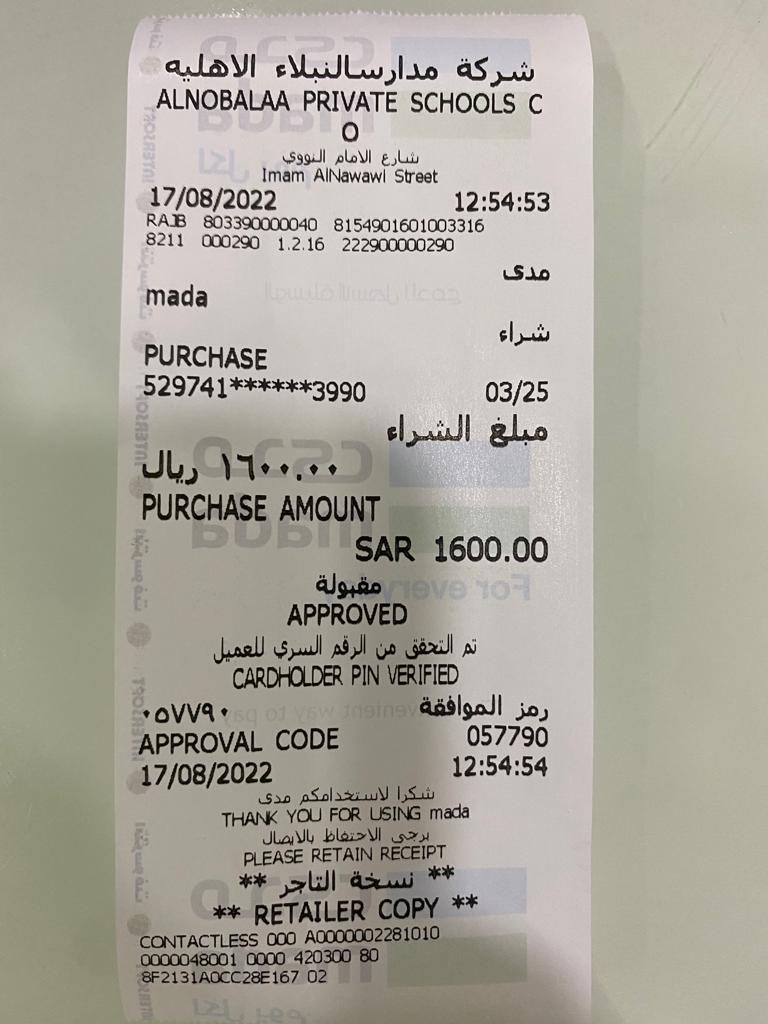 شركة مدارسالنبلاء الاهليه
ALNOBALAA PRIVATE SCHOOLS C
O
شارع الامام النووي
Imam AlNawawI Street
17/08/2022 12:54:53
RAJB 803390000040 8154901601003316
8211 000290 1.2.16 222900000290
مدى
mada
شراء
PURCHASE
529741******3990 03/25
مبلغ الشراء
١٦٠٠.٠٠ ريال
PURCHASE AMOUNT
SAR 1600.00
مقبولة
APPROVED
تم التحقق من الرقم السري للعميل
CARDHOLDER PIN VERIFIED
رمز الموافقة ٠٥٧٧٩٠
APPROVAL CODE 057790
17/08/2022 12:54:54
شكرا لاستخدامكم مدى
THANK YOU FOR USING mada
يرجى الاحتفاظ بالايصال
PLEASE RETAIN RECEIPT
** نسخة التاجر **
** RETAILER COPY **
CONTACTLESS 000 A0000002281010
0000048001 0000 420300 80
8F2131A0CC28E167 02